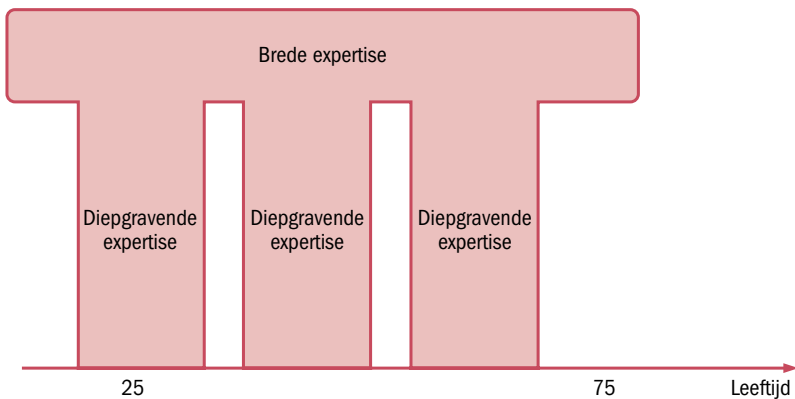 Brede expertise
Diepgravende
expertise
Diepgravende
expertise
Diepgravende
expertise
25
75
Leeftijd